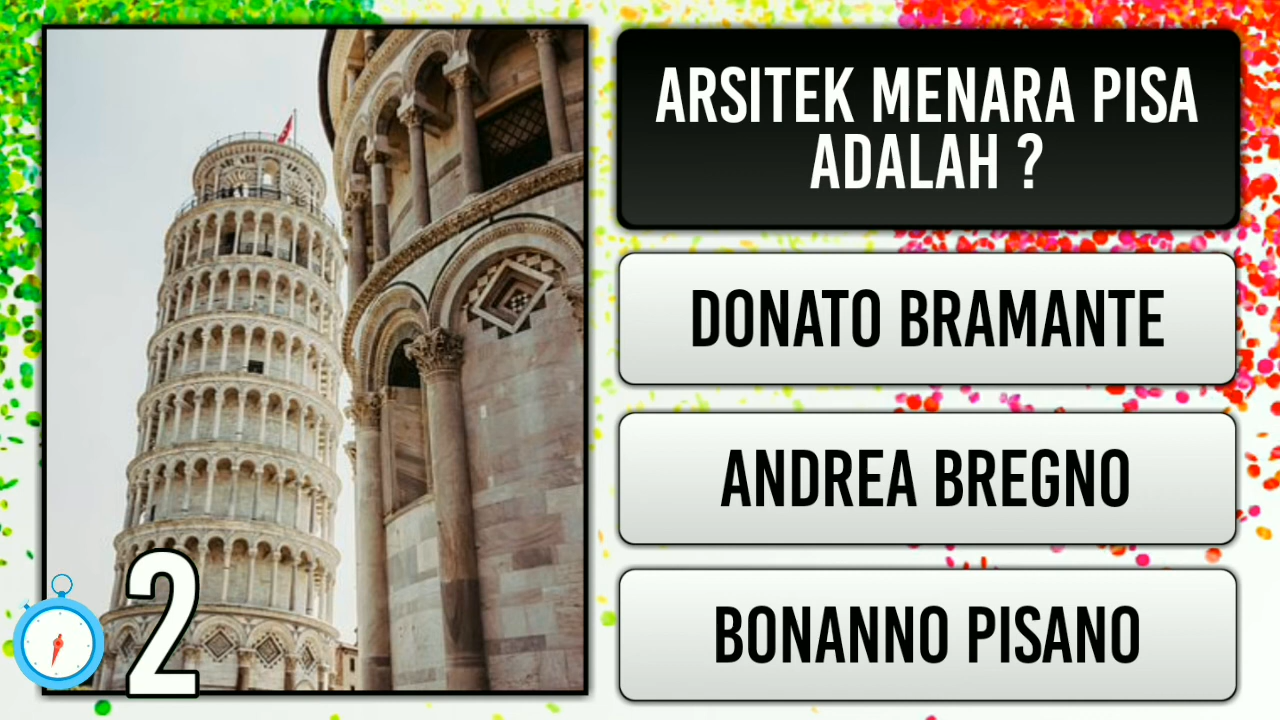 ARSITEK MENARA PISA
ADALAH ?
DONATO BRAMANTE
ANDREA BREGNO
BONANNO PISANO
2